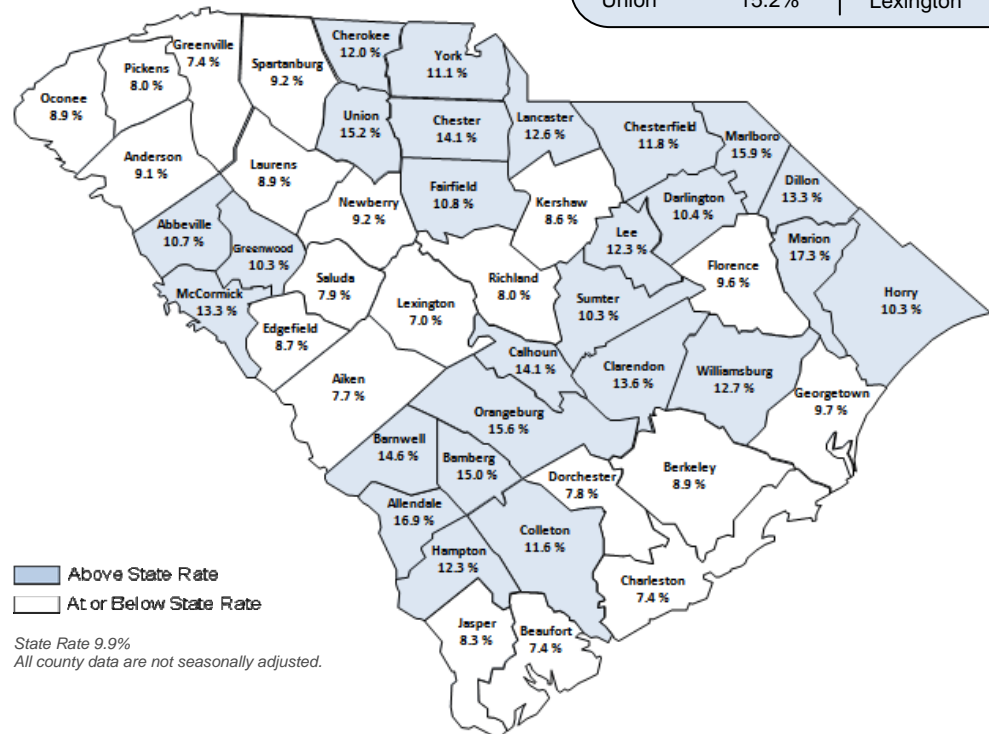 Union 15.2% Lexington
Cherokee
12.0 %
York
11.1 %
Greenville
7.4 %
Spartanburg
9.2 %
Pickens
8.0 %
Oconee
8.9 %
Union
15.2 %
Chester
14.1 %
Lancaster
12.6 %
Chesterfield
11.8 %
Marlboro
15.9 %
Anderson
9.1 %
Laurens
8.9 %
Dillon
13.3 %
Fairfield
10.8 %
Kershaw
8.6 %
Darlington
10.4 %
Newberry
9.2 %
Abbeville
10.7 %
Greenwood
10.3 %
Lee
12.3 %
Marion
17.3 %
Florence
9.6 %
Saluda
7.9 %
Richland
8.0 %
McCormick
13.3 %
Lexington
7.0 %
Sumter
10.3 %
Horry
10.3 %
Edgefield
8.7 %
Calhoun
14.1 %
Clarendon
13.6 %
Williamsburg
12.7 %
Aiken
7.7 %
Georgetown
9.7 %
Orangeburg
15.6 %
Barnwell
14.6 %
Bamberg
15.0 %
Dorchester
7.8 %
Berkeley
8.9 %
Allendale
16.9 %
Colleton
11.6 %
Hampton
12.3 %
Charleston
7.4 %
Jasper
8.3 %
Beaufort
7.4 %
Above State Rate
At or Below State Rate
State Rate 9.9%
All county data are not seasonally adjusted.